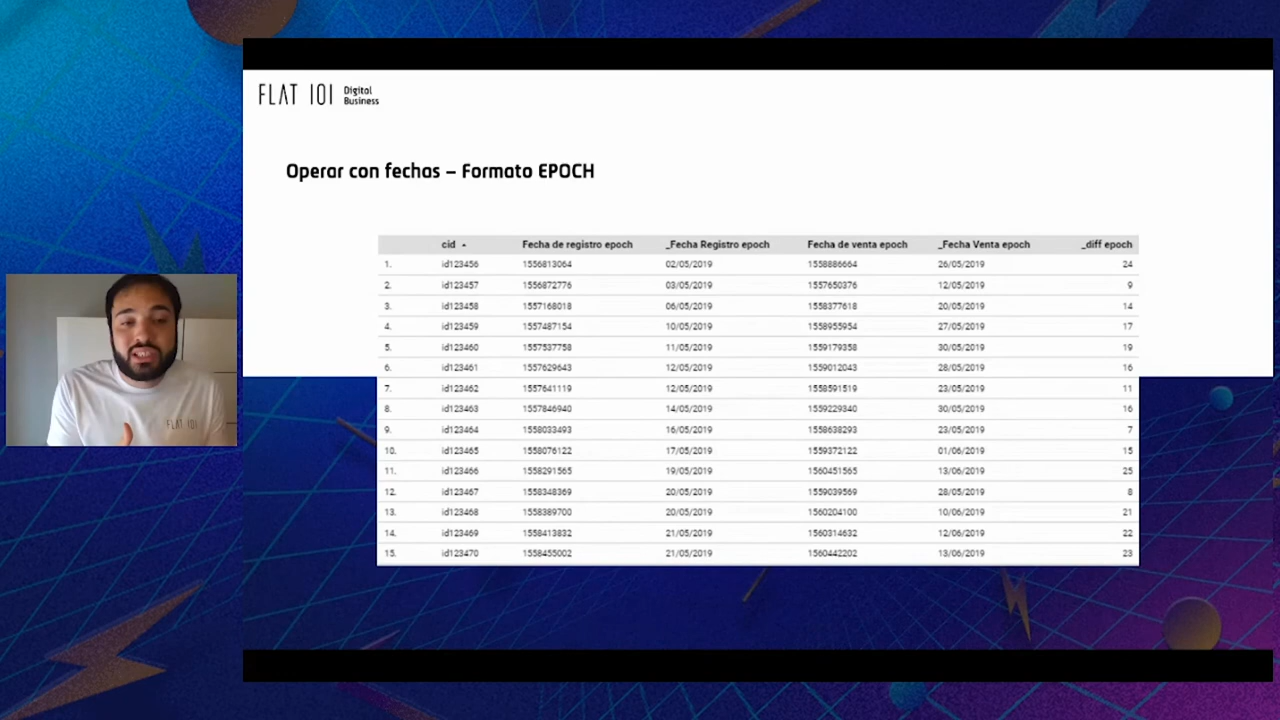 FLAT 101 Digital Business
Operar con fechas – Formato EPOCH
cid Fecha de registro epoch _Fecha Registro epoch Fecha de venta epoch _Fecha Venta epoch _diff epoch
1. id123456 1556813064 02/05/2019 1558886664 26/05/2019 24
2. id123457 1556872776 03/05/2019 1557650376 12/05/2019 9
3. id123458 1557168018 06/05/2019 1558377618 20/05/2019 14
4. id123459 1557487154 10/05/2019 1558955954 27/05/2019 17
5. id123460 1557537758 11/05/2019 1559179358 30/05/2019 19
6. id123461 1557629643 12/05/2019 1559012043 28/05/2019 16
7. id123462 1557641119 12/05/2019 1558591519 23/05/2019 11
8. id123463 1557846940 14/05/2019 1559229340 30/05/2019 16
9. id123464 1558033493 16/05/2019 1558638293 23/05/2019 7
10. id123465 1558076122 17/05/2019 1559372122 01/06/2019 15
11. id123466 1558291565 19/05/2019 1560451565 13/06/2019 25
12. id123467 1558348369 20/05/2019 1559039569 28/05/2019 8
13. id123468 1558389700 20/05/2019 1560204100 10/06/2019 21
14. id123469 1558413832 21/05/2019 1560314632 12/06/2019 22
15. id123470 1558455002 21/05/2019 1560442202 13/06/2019 23
FLAT 101